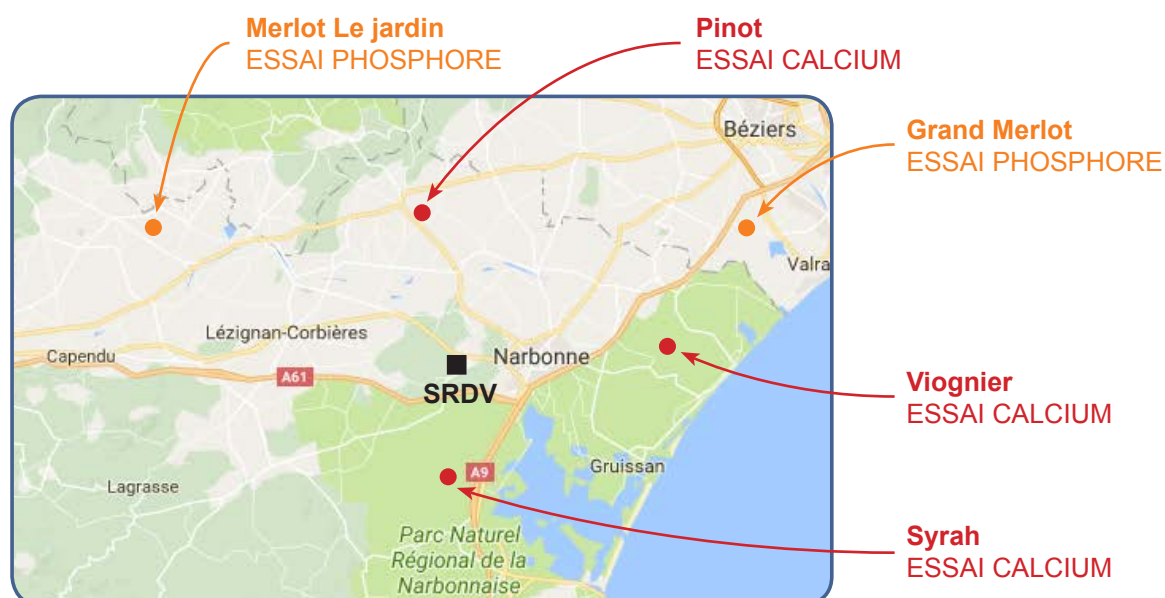 Merlot Le jardin
ESSAI PHOSPHORE
Pinot
ESSAI CALCIUM
Grand Merlot
ESSAI PHOSPHORE
Béziers
Valra
Lézignan-Corbières
Capendu
A61
SRDV
Narbonne
Viognier
ESSAI CALCIUM
Lagrasse
A9
Gruissan
Parc Naturel
Régional de la
Narbonnaise
Syrah
ESSAI CALCIUM